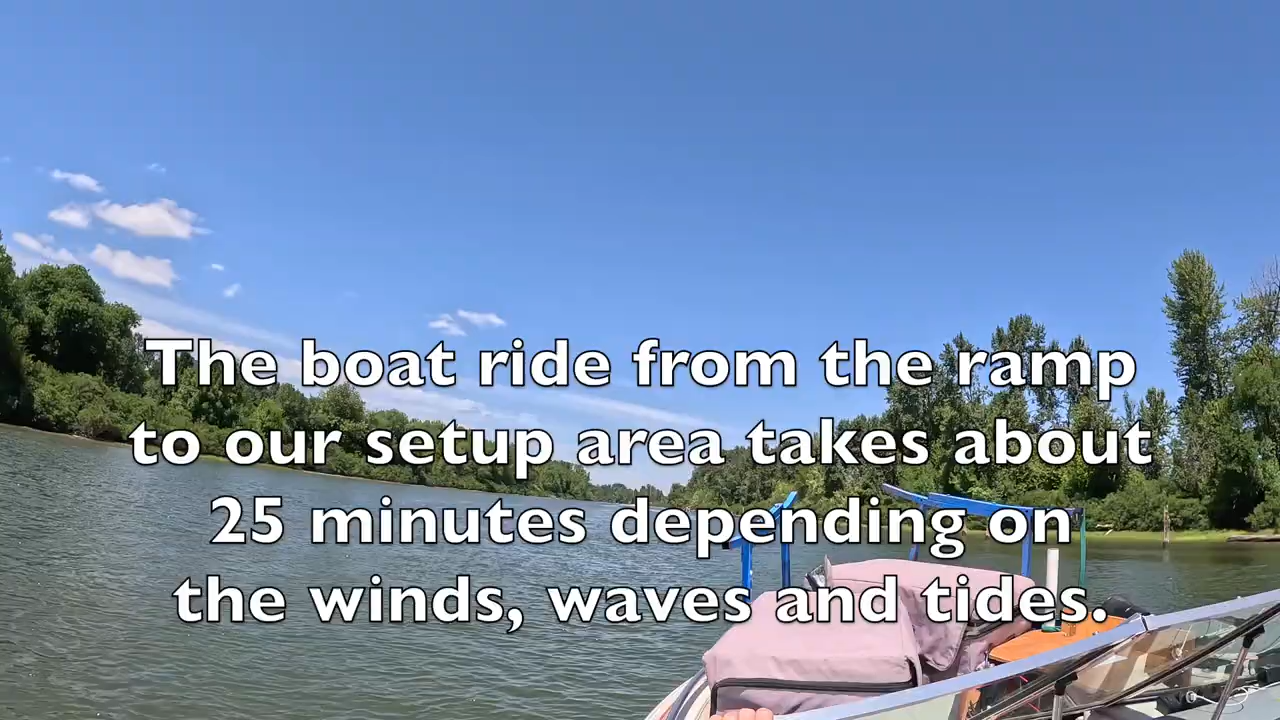 The boat ride from the ramp
to our setup area takes about
25 minutes depending on
the winds, waves and tides.